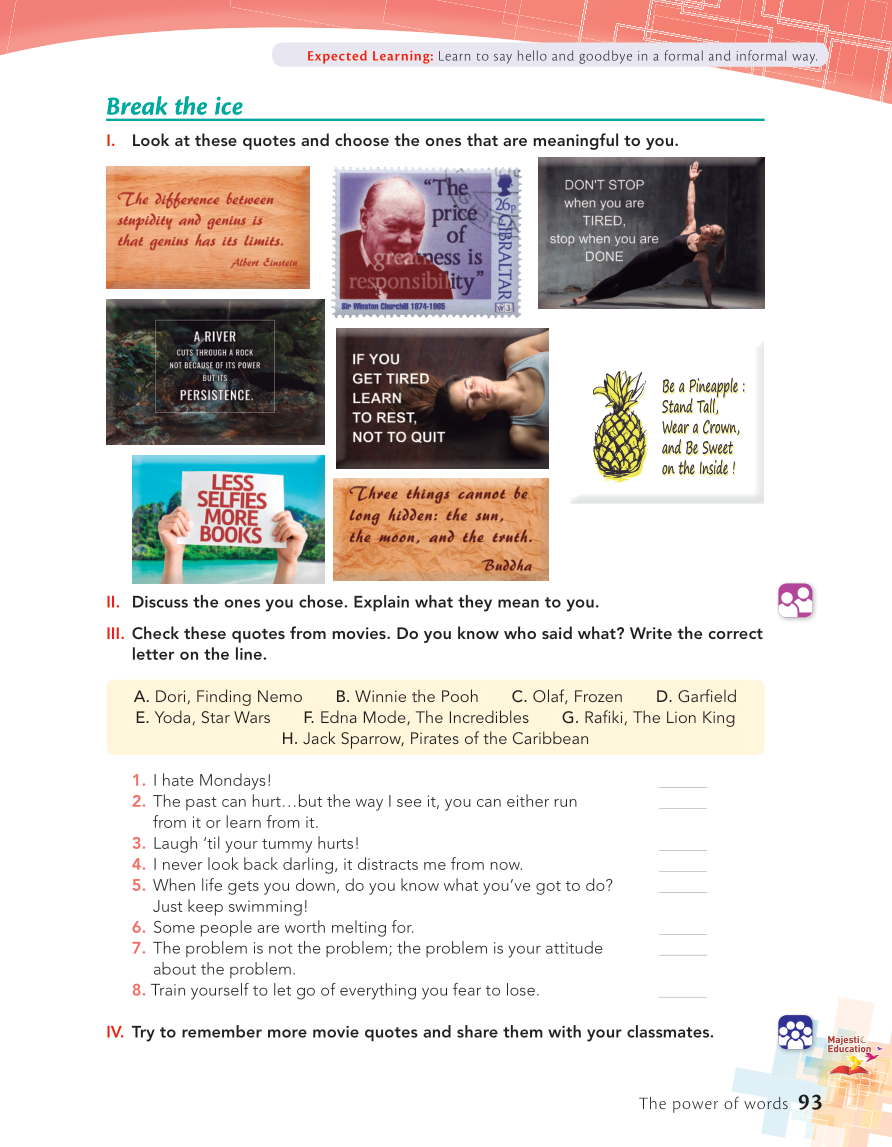 Expected Learning: Learn to say hello and goodbye in a formal and informal way.
Break the ice
I. Look at these quotes and choose the ones that are meaningful to you.
The difference between
stupidity and genius is
that genius has its limits.
Albert Einstein
“The
price
of
greatness is
responsibility”
26p
GIBRALTAR
Sir Winston Churchill 1874-1965
DON'T STOP
when you are
TIRED,
stop when you are
DONE
A RIVER
CUTS THROUGH A ROCK
NOT BECAUSE OF ITS POWER
BUT ITS
PERSISTENCE.
IF YOU
GET TIRED
LEARN
TO REST,
NOT TO QUIT
Be a Pineapple :
Stand Tall,
Wear a Crown,
and Be Sweet
on the Inside !
LESS
SELFIES
MORE
BOOKS
Three things cannot be
long hidden: the sun,
the moon, and the truth.
Buddha
II. Discuss the ones you chose. Explain what they mean to you.
III. Check these quotes from movies. Do you know who said what? Write the correct
letter on the line.
A. Dori, Finding Nemo B. Winnie the Pooh C. Olaf, Frozen D. Garfield
E. Yoda, Star Wars F. Edna Mode, The Incredibles G. Rafiki, The Lion King
H. Jack Sparrow, Pirates of the Caribbean
1. I hate Mondays!
2. The past can hurt…but the way I see it, you can either run
from it or learn from it.
3. Laugh ’til your tummy hurts!
4. I never look back darling, it distracts me from now.
5. When life gets you down, do you know what you’ve got to do?
Just keep swimming!
6. Some people are worth melting for.
7. The problem is not the problem; the problem is your attitude
about the problem.
8. Train yourself to let go of everything you fear to lose.
IV. Try to remember more movie quotes and share them with your classmates.
Majestic
Education
The power of words 93